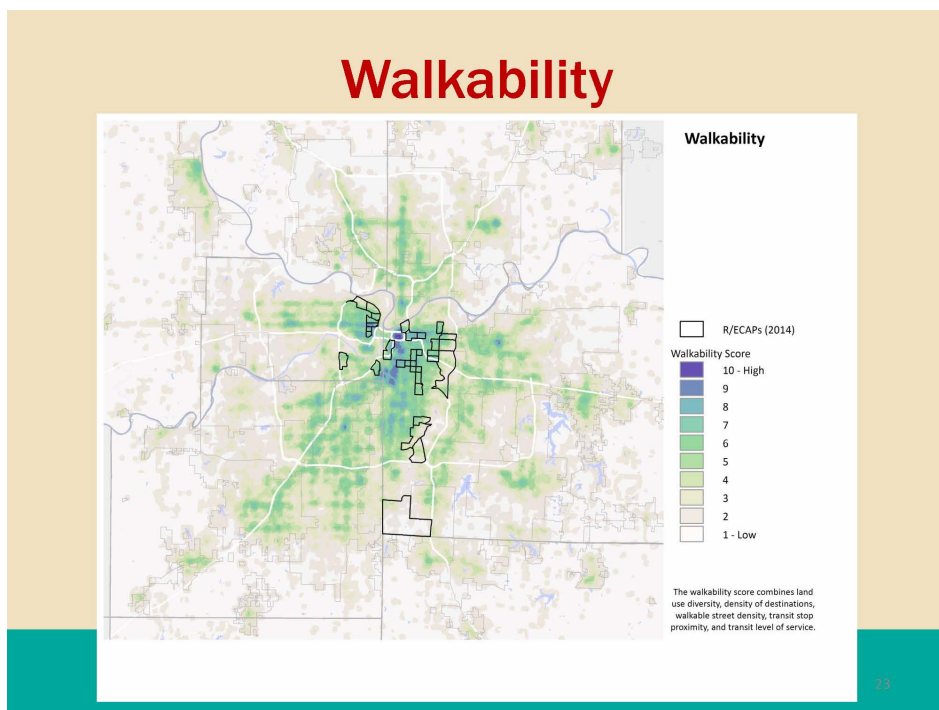 Walkability
Walkability
R/ECAPs (2014)
Walkability Score
10 - High
9
8
7
6
5
4
3
2
1 - Low
The walkability score combines land
use diversity, density of destinations,
walkable street density, transit stop
proximity, and transit level of service.
23